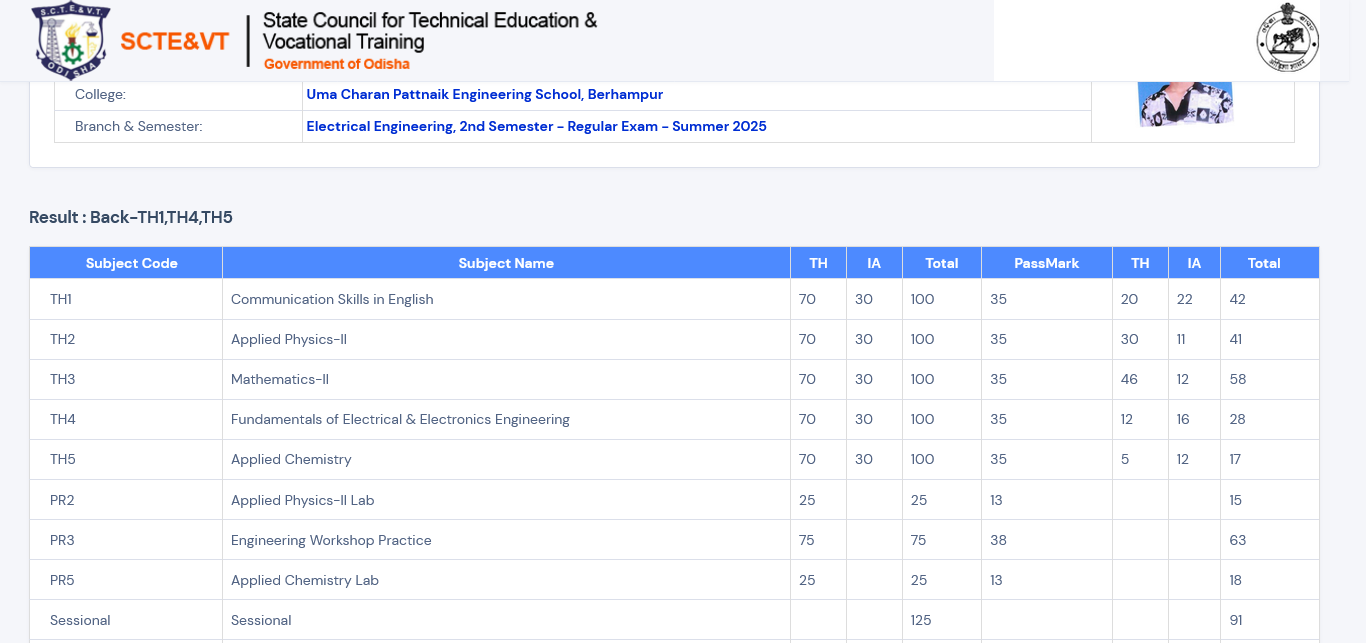 S.C.T.E.&V.T.
ODISHA
SCTE&VT
State Council for Technical Education &
Vocational Training
Government of Odisha
College: Uma Charan Pattnaik Engineering School, Berhampur
Branch & Semester: Electrical Engineering, 2nd Semester - Regular Exam - Summer 2025
Result : Back-TH1,TH4,TH5
Subject Code Subject Name TH IA Total PassMark TH IA Total
TH1 Communication Skills in English 70 30 100 35 20 22 42
TH2 Applied Physics-II 70 30 100 35 30 11 41
TH3 Mathematics-II 70 30 100 35 46 12 58
TH4 Fundamentals of Electrical & Electronics Engineering 70 30 100 35 12 16 28
TH5 Applied Chemistry 70 30 100 35 5 12 17
PR2 Applied Physics-II Lab 25 25 13 15
PR3 Engineering Workshop Practice 75 75 38 63
PR5 Applied Chemistry Lab 25 25 13 18
Sessional Sessional 125 91